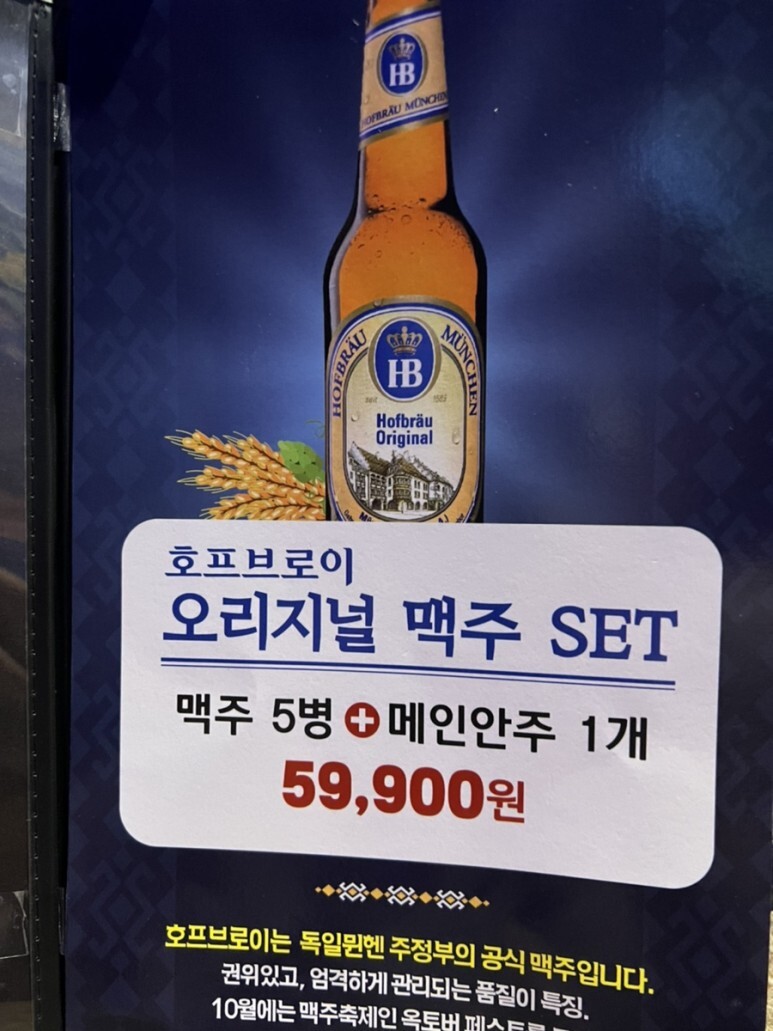 HB
HOFBRÄU MÜNCHEN
HOFBRÄU MÜNCHEN
HB
Hofbräu
Original
호프브로이
오리지널 맥주 SET
맥주 5병 + 메인안주 1개
59,900원
호프브로이는 독일뮌헨 주정부의 공식 맥주입니다.
권위있고, 엄격하게 관리되는 품질이 특징.
10월에는 맥주축제인 옥토버